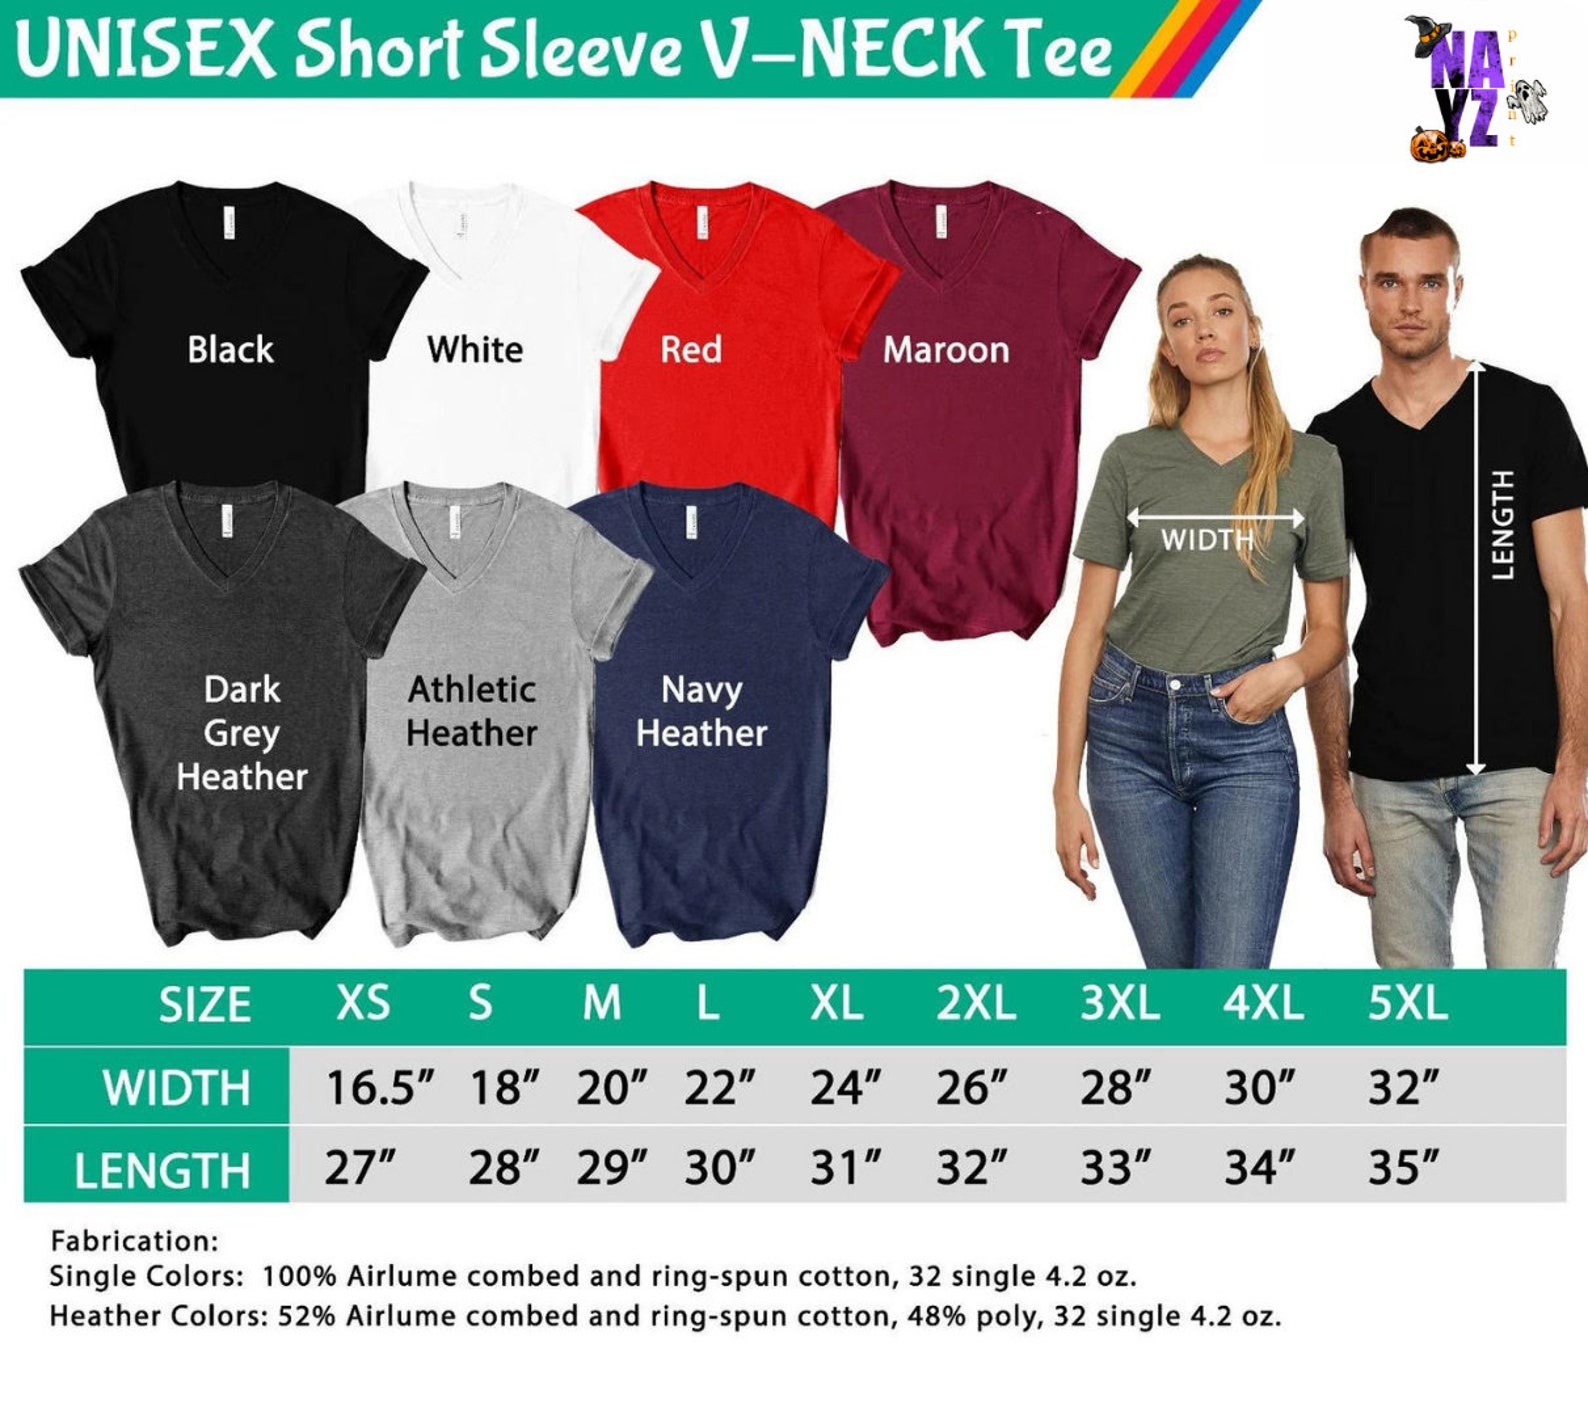 UNISEX Short Sleeve V-NECK Tee
NA
YZ
print
Black
White
Red
Maroon
Dark
Grey
Heather
Athletic
Heather
Navy
Heather
WIDTH
LENGTH
SIZE XS S M L XL 2XL 3XL 4XL 5XL
WIDTH 16.5” 18” 20” 22” 24” 26” 28” 30” 32”
LENGTH 27” 28” 29” 30” 31” 32” 33” 34” 35”
Fabrication:
Single Colors: 100% Airlume combed and ring-spun cotton, 32 single 4.2 oz.
Heather Colors: 52% Airlume combed and ring-spun cotton, 48% poly, 32 single 4.2 oz.